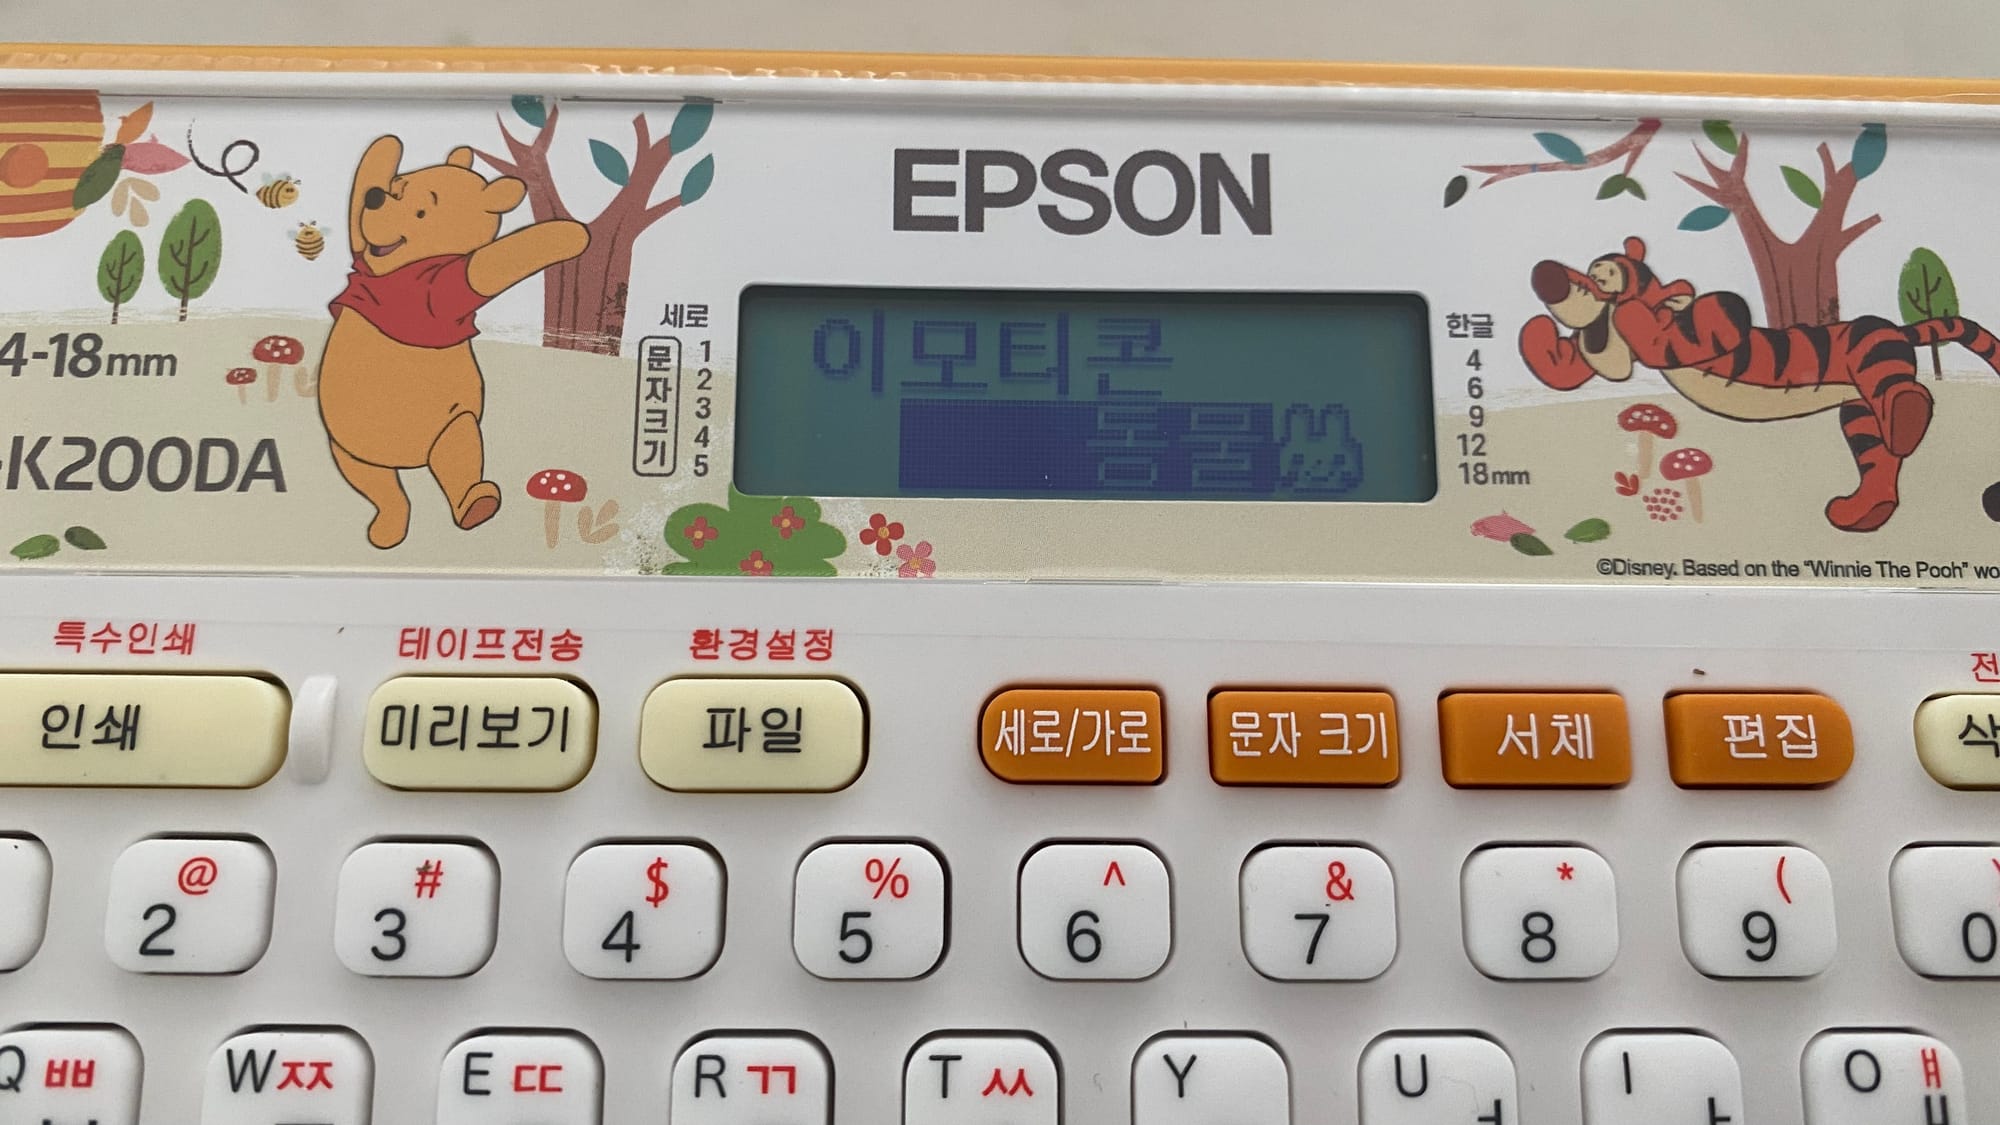 EPSON
4-18mm
-K200DA
세로
문자크기
1
2
3
4
5
이모티콘
동물
한글
4
6
9
12
18mm
©Disney. Based on the "Winnie The Pooh" wo
특수인쇄
테이프전송
환경설정
전
인쇄
미리보기
파일
세로/가로
문자 크기
서체
편집
삭
2 @
3 #
4 $
5 %
6 ^
7 &
8 *
9 (
0 )
Q ㅃ
W ㅉ
E ㄸ
R ㄲ
T ㅆ
Y
U
I
O ㅒ